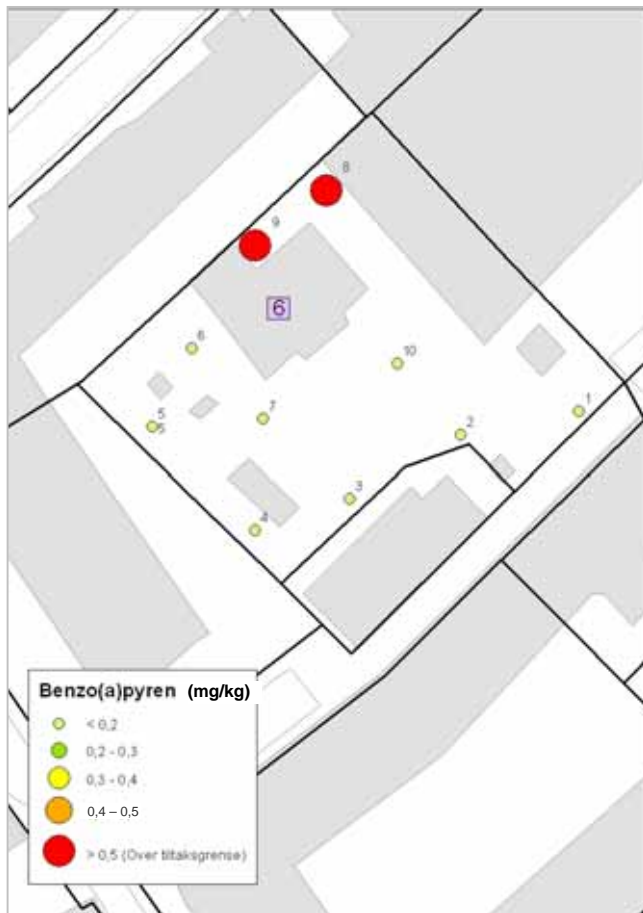 8
9
6
6
10
5
5
7
1
2
3
4
Benzo(a)pyren (mg/kg)
< 0,2
0,2 - 0,3
0,3 - 0,4
0,4 – 0,5
> 0,5 (Over tiltaksgrense)